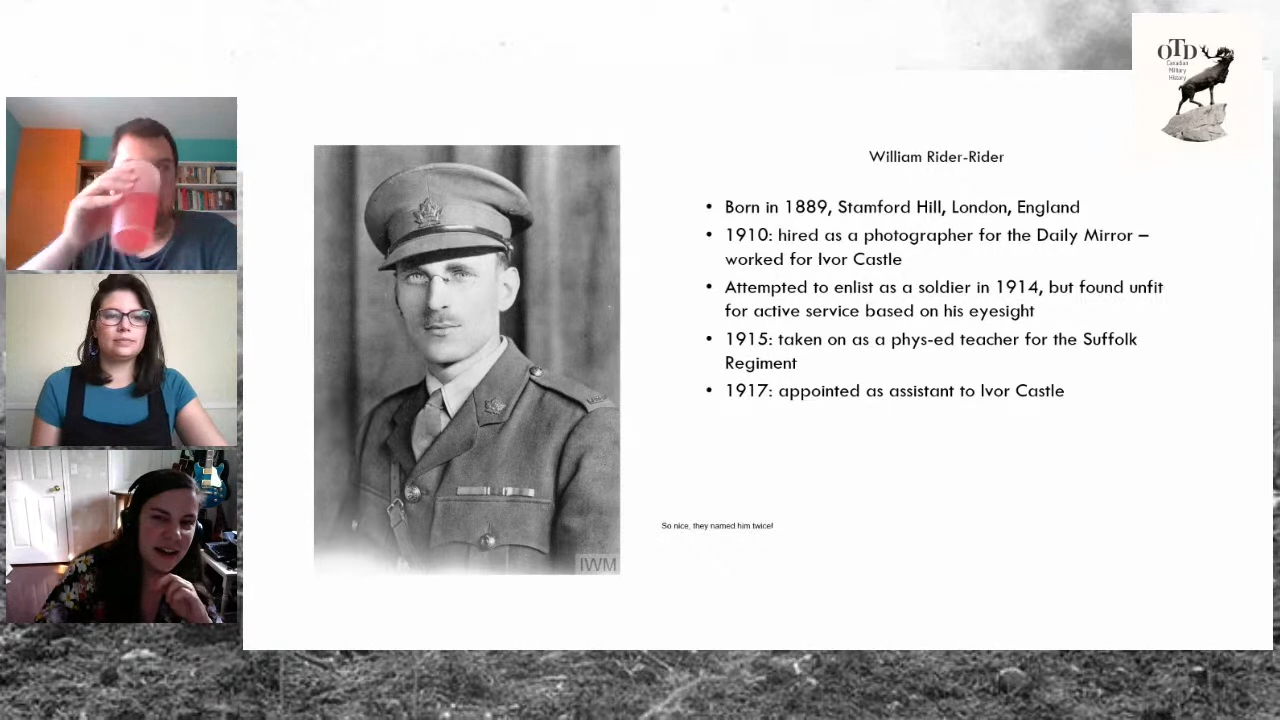 OTD
Canadian
Military
History
William Rider-Rider
• Born in 1889, Stamford Hill, London, England
• 1910: hired as a photographer for the Daily Mirror –
worked for Ivor Castle
• Attempted to enlist as a soldier in 1914, but found unfit
for active service based on his eyesight
• 1915: taken on as a phys-ed teacher for the Suffolk
Regiment
• 1917: appointed as assistant to Ivor Castle
So nice, they named him twice!
IWM